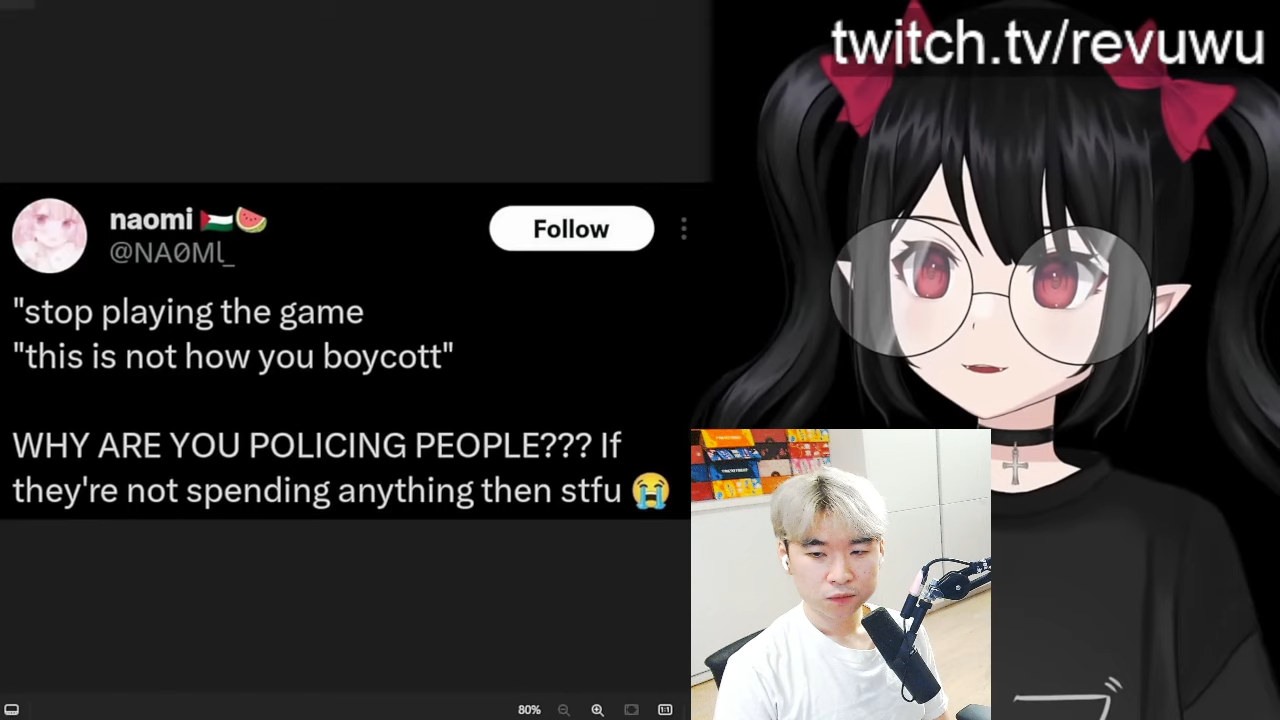 twitch.tv/revuwu
naomi 🇵🇸🍉
Follow
@NA0Ml_
"stop playing the game
"this is not how you boycott"
WHY ARE YOU POLICING PEOPLE??? If
they're not spending anything then stfu 😭
80%